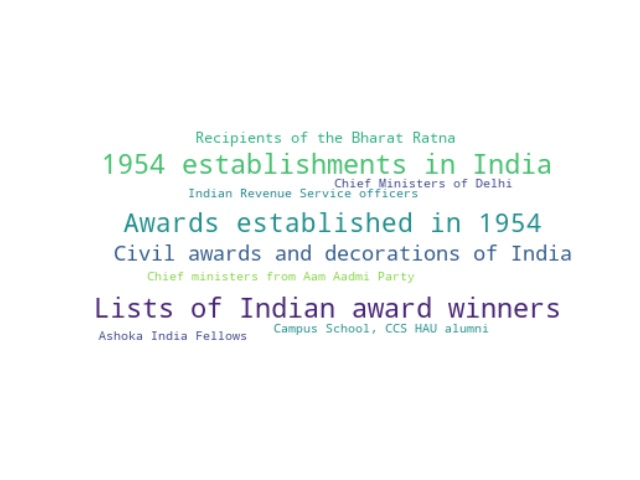 Recipients of the Bharat Ratna
1954 establishments in India
Chief Ministers of Delhi
Indian Revenue Service officers
Awards established in 1954
Civil awards and decorations of India
Chief ministers from Aam Aadmi Party
Lists of Indian award winners
Campus School, CCS HAU alumni
Ashoka India Fellows